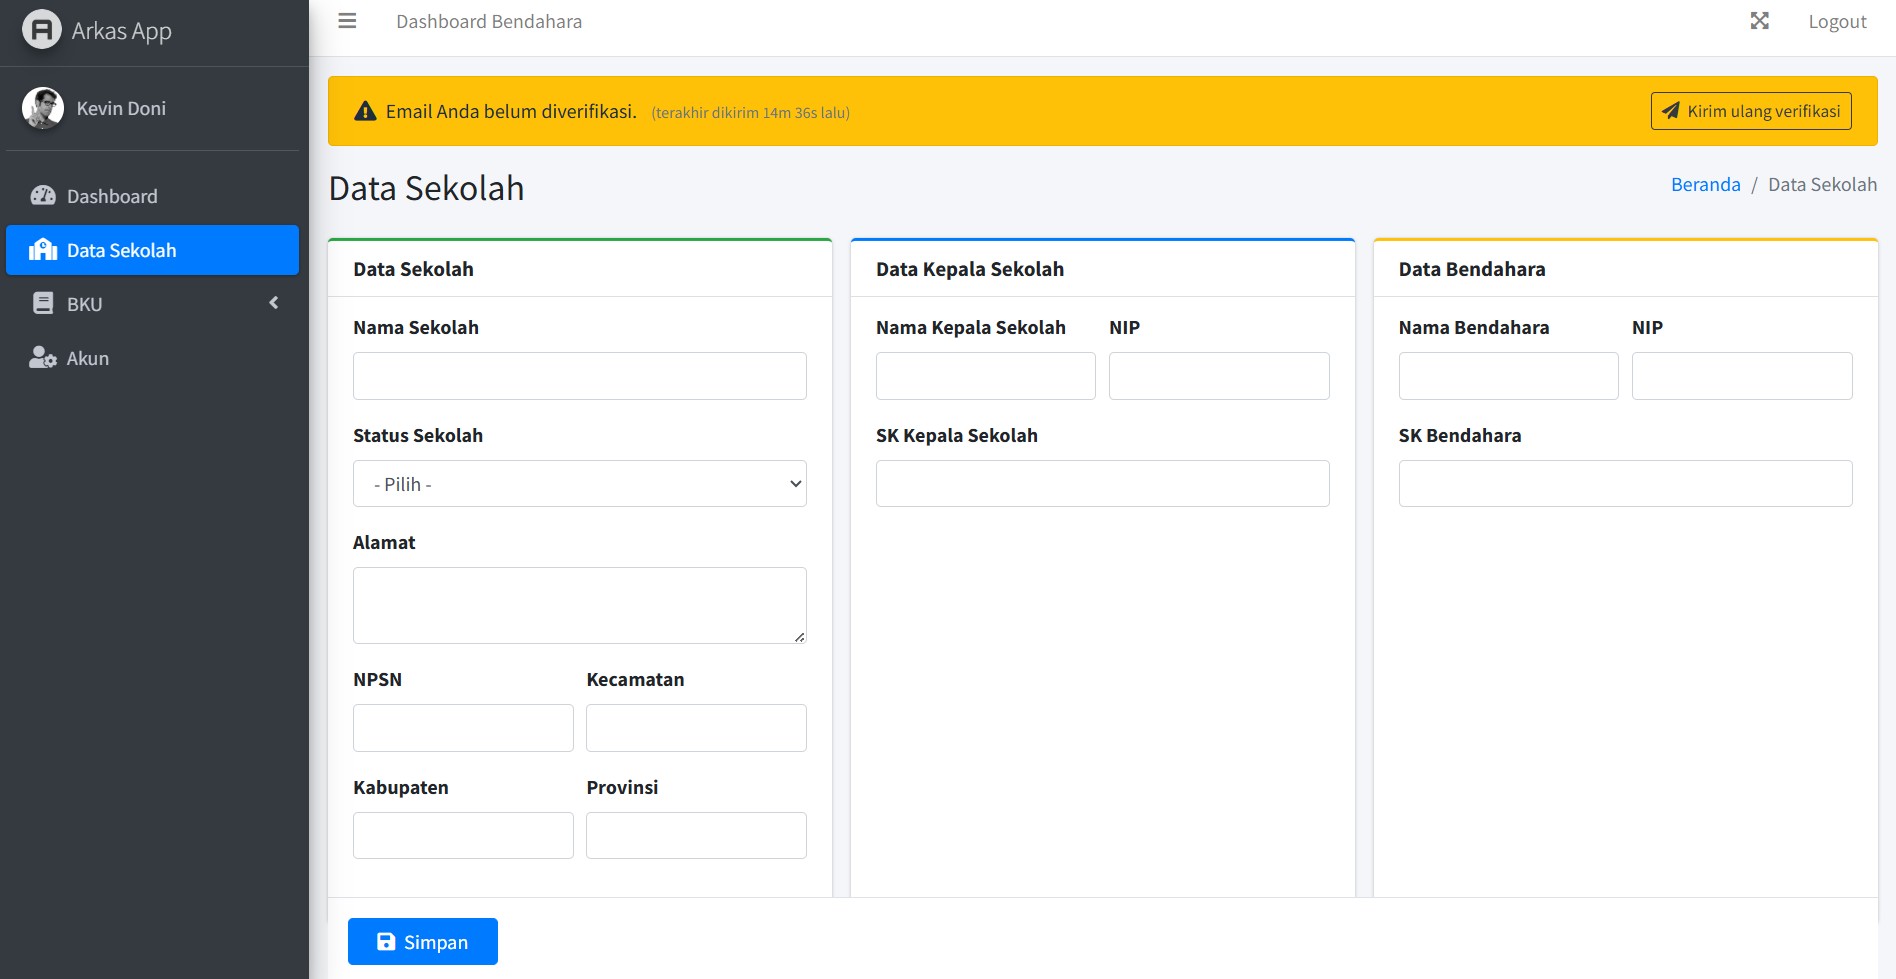 Arkas App
Dashboard Bendahara
Logout
Kevin Doni
Dashboard
Data Sekolah
BKU
Akun
Email Anda belum diverifikasi. (terakhir dikirim 14m 36s lalu)
Kirim ulang verifikasi
Data Sekolah
Beranda / Data Sekolah
Data Sekolah
Nama Sekolah
Status Sekolah
- Pilih -
Alamat
NPSN Kecamatan
Kabupaten Provinsi
Data Kepala Sekolah
Nama Kepala Sekolah NIP
SK Kepala Sekolah
Data Bendahara
Nama Bendahara NIP
SK Bendahara
Simpan